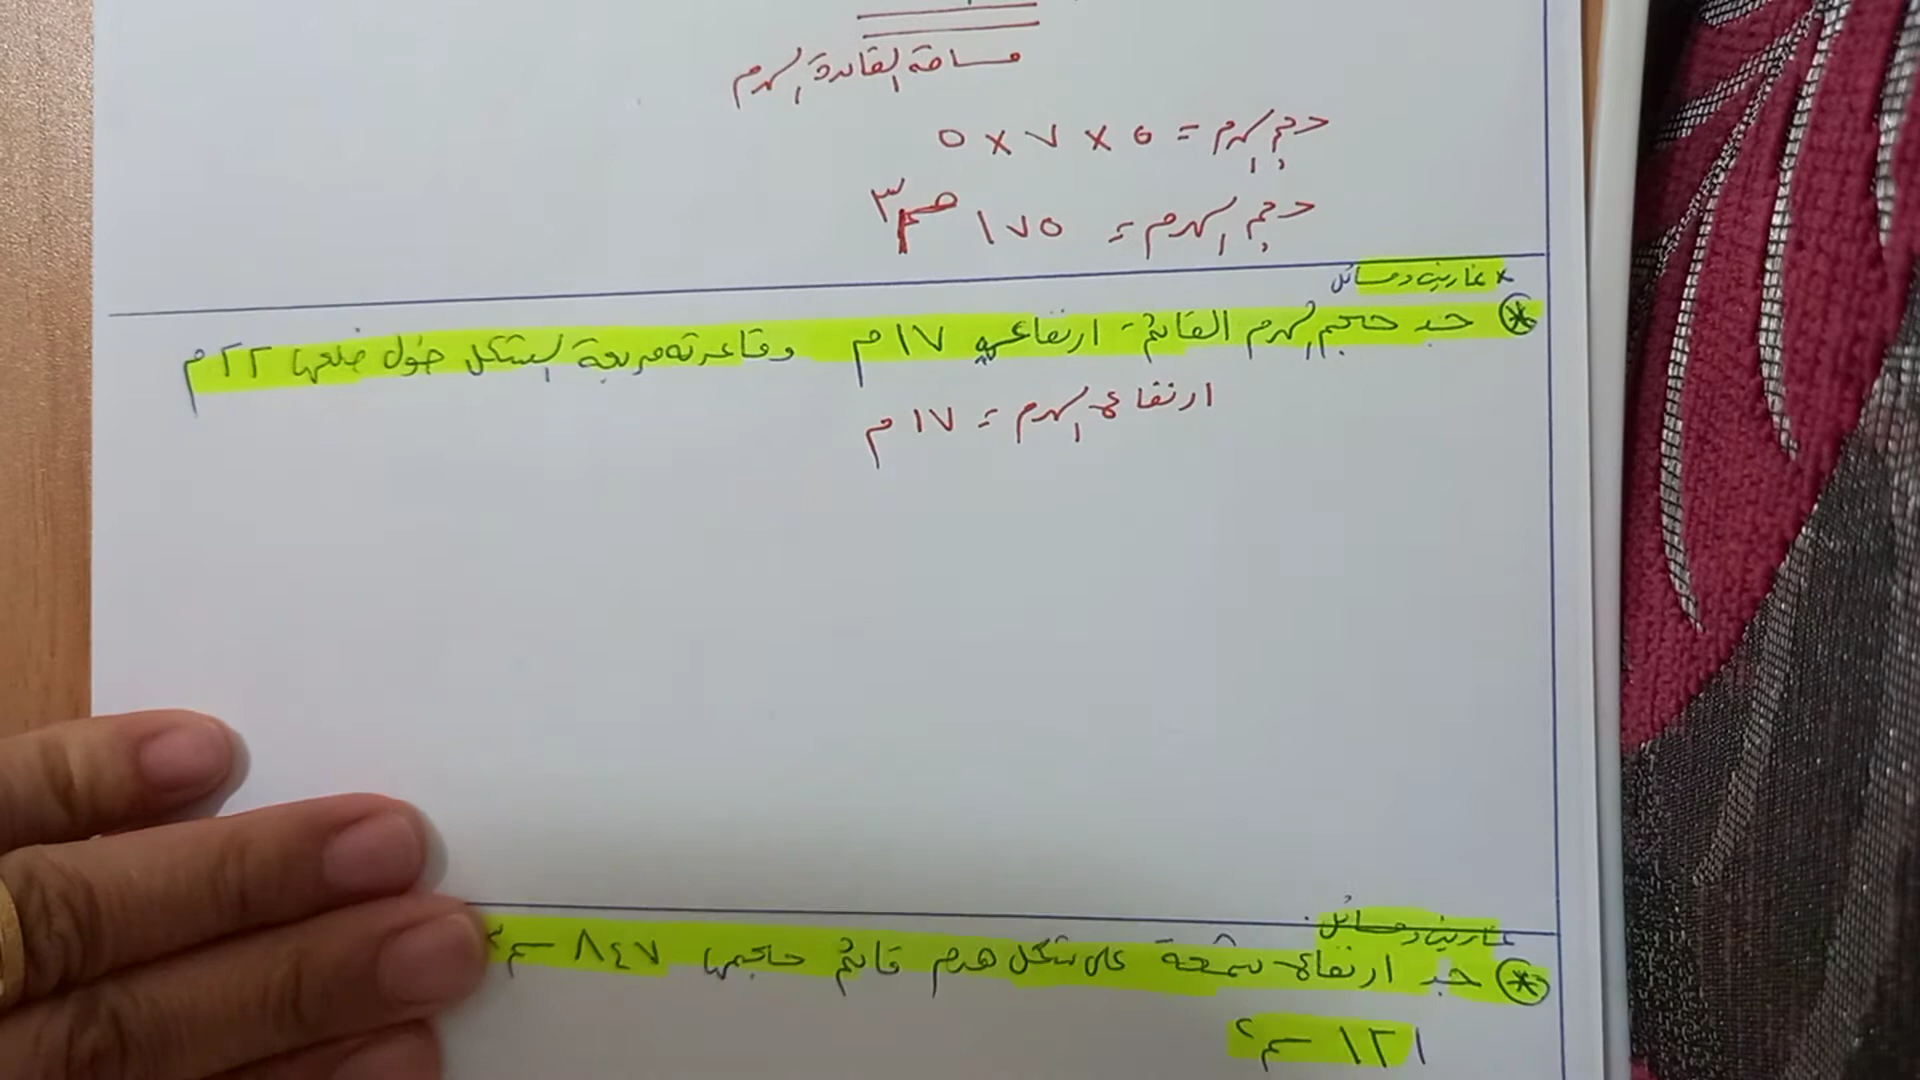 مساحة القاعدة الهرم
حجم الهرم = ٥ × ٧ × ٥
حجم الهرم = ١٧٥ سم٣
* تمارين ومسائل
* جد حجم الهرم القائم - ارتفاعه ١٧ م وقاعدته مربعة الشكل طول ضلعها ٢٢ م
ارتفاع الهرم = ١٧ م
تمارين ومسائل
* جد ارتفاع شمعة على شكل هرم قائم حجمها ٨٤٧ سم٣
١٢١ سم٢